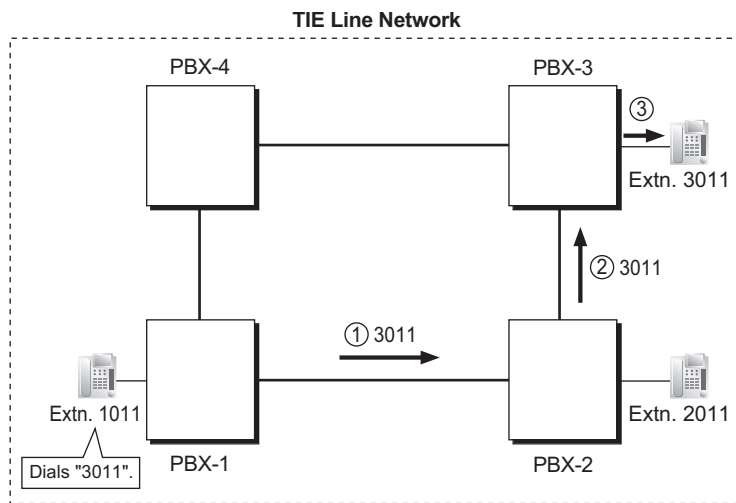 TIE Line Network
PBX-4
PBX-3
③
Extn. 3011
② 3011
① 3011
Extn. 1011
Extn. 2011
Dials "3011".
PBX-1
PBX-2